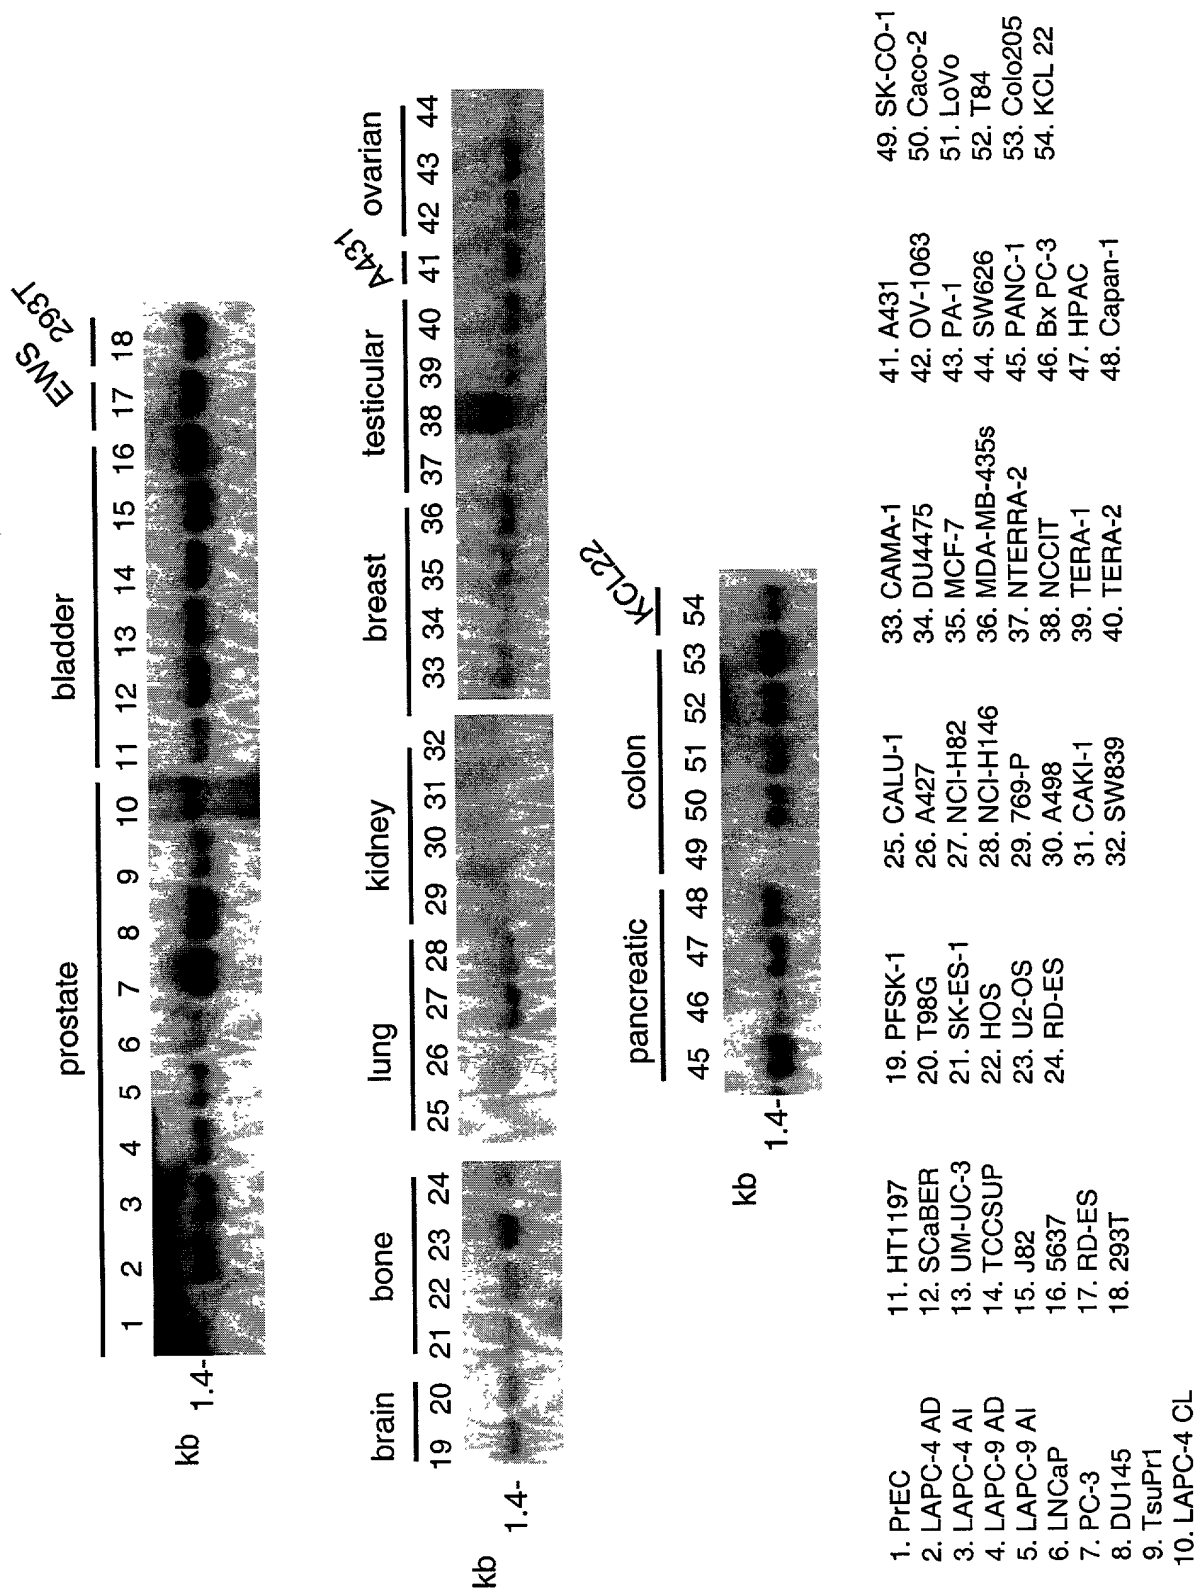 prostate
bladder
EWS
293T
1 2 3 4 5 6 7 8 9 10 11 12 13 14 15 16 17 18
kb
1.4-
brain
bone
lung
kidney
breast
testicular
A431
ovarian
19 20 21 22 23 24 25 26 27 28 29 30 31 32 33 34 35 36 37 38 39 40 41 42 43 44
kb
1.4-
pancreatic
colon
KCL22
45 46 47 48 49 50 51 52 53 54
kb
1.4-
1. PrEC
2. LAPC-4 AD
3. LAPC-4 AI
4. LAPC-9 AD
5. LAPC-9 AI
6. LNCaP
7. PC-3
8. DU145
9. TsuPr1
10. LAPC-4 CL
11. HT1197
12. SCaBER
13. UM-UC-3
14. TCCSUP
15. J82
16. 5637
17. RD-ES
18. 293T
19. PFSK-1
20. T98G
21. SK-ES-1
22. HOS
23. U2-OS
24. RD-ES
25. CALU-1
26. A427
27. NCI-H82
28. NCI-H146
29. 769-P
30. A498
31. CAKI-1
32. SW839
33. CAMA-1
34. DU4475
35. MCF-7
36. MDA-MB-435s
37. NTERRA-2
38. NCCIT
39. TERA-1
40. TERA-2
41. A431
42. OV-1063
43. PA-1
44. SW626
45. PANC-1
46. Bx PC-3
47. HPAC
48. Capan-1
49. SK-CO-1
50. Caco-2
51. LoVo
52. T84
53. Colo205
54. KCL 22